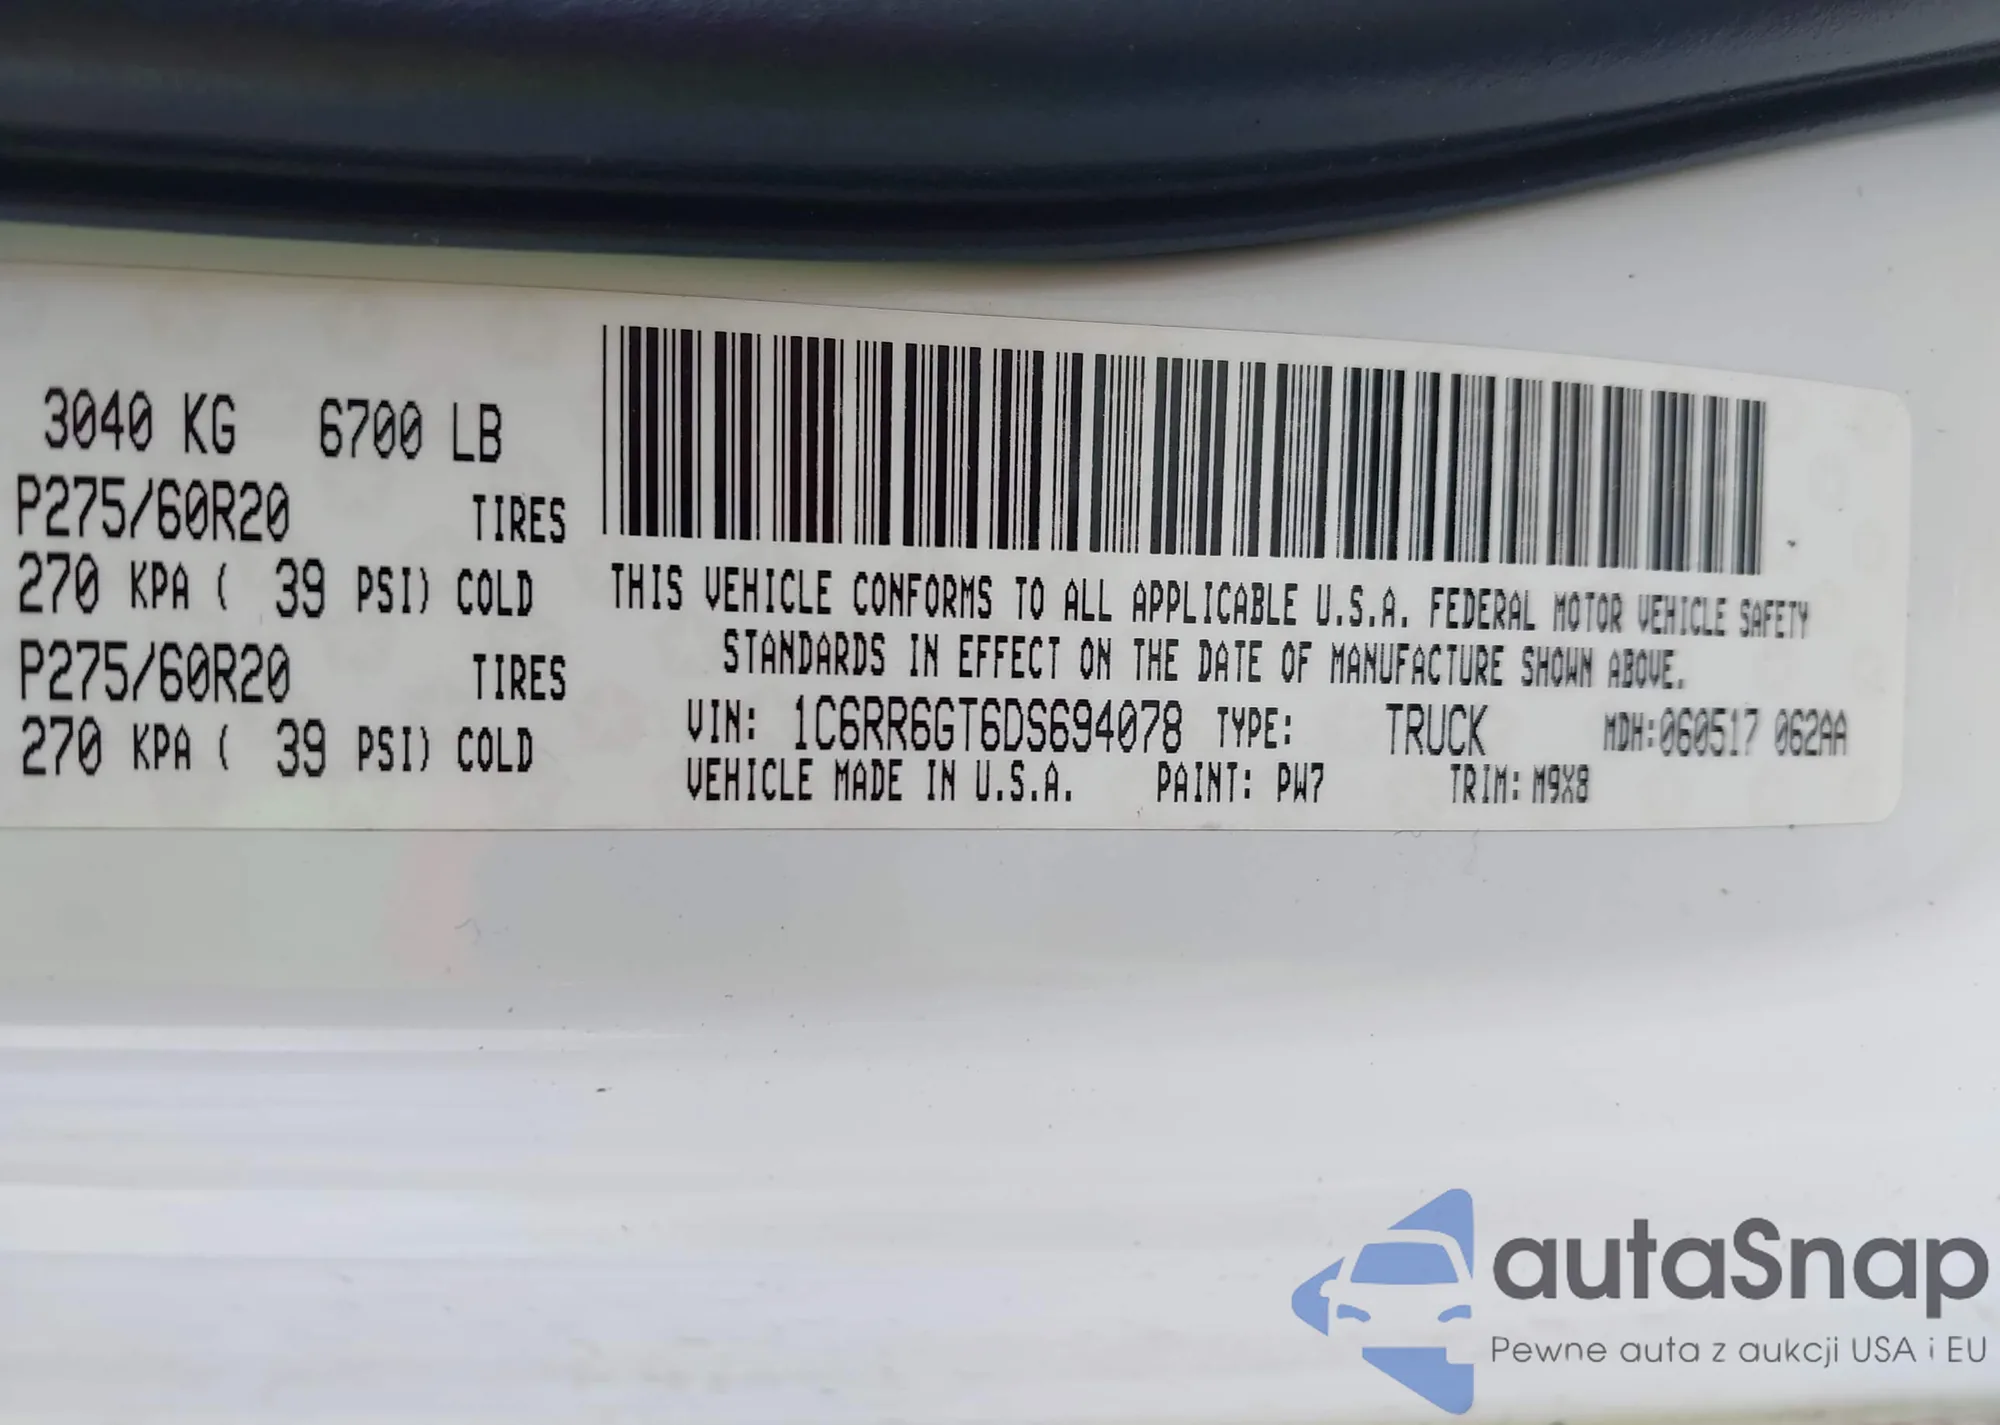 3040 KG 6700 LB
P275/60R20 TIRES
270 KPA ( 39 PSI) COLD
P275/60R20 TIRES
270 KPA ( 39 PSI) COLD
THIS VEHICLE CONFORMS TO ALL APPLICABLE U.S.A. FEDERAL MOTOR VEHICLE SAFETY
STANDARDS IN EFFECT ON THE DATE OF MANUFACTURE SHOWN ABOVE.
VIN: 1C6RR6GT6DS694078 TYPE: TRUCK MDH:060517 062AA
VEHICLE MADE IN U.S.A. PAINT: PW7 TRIM: M9X8
autaSnap
Pewne auta z aukcji USA i EU